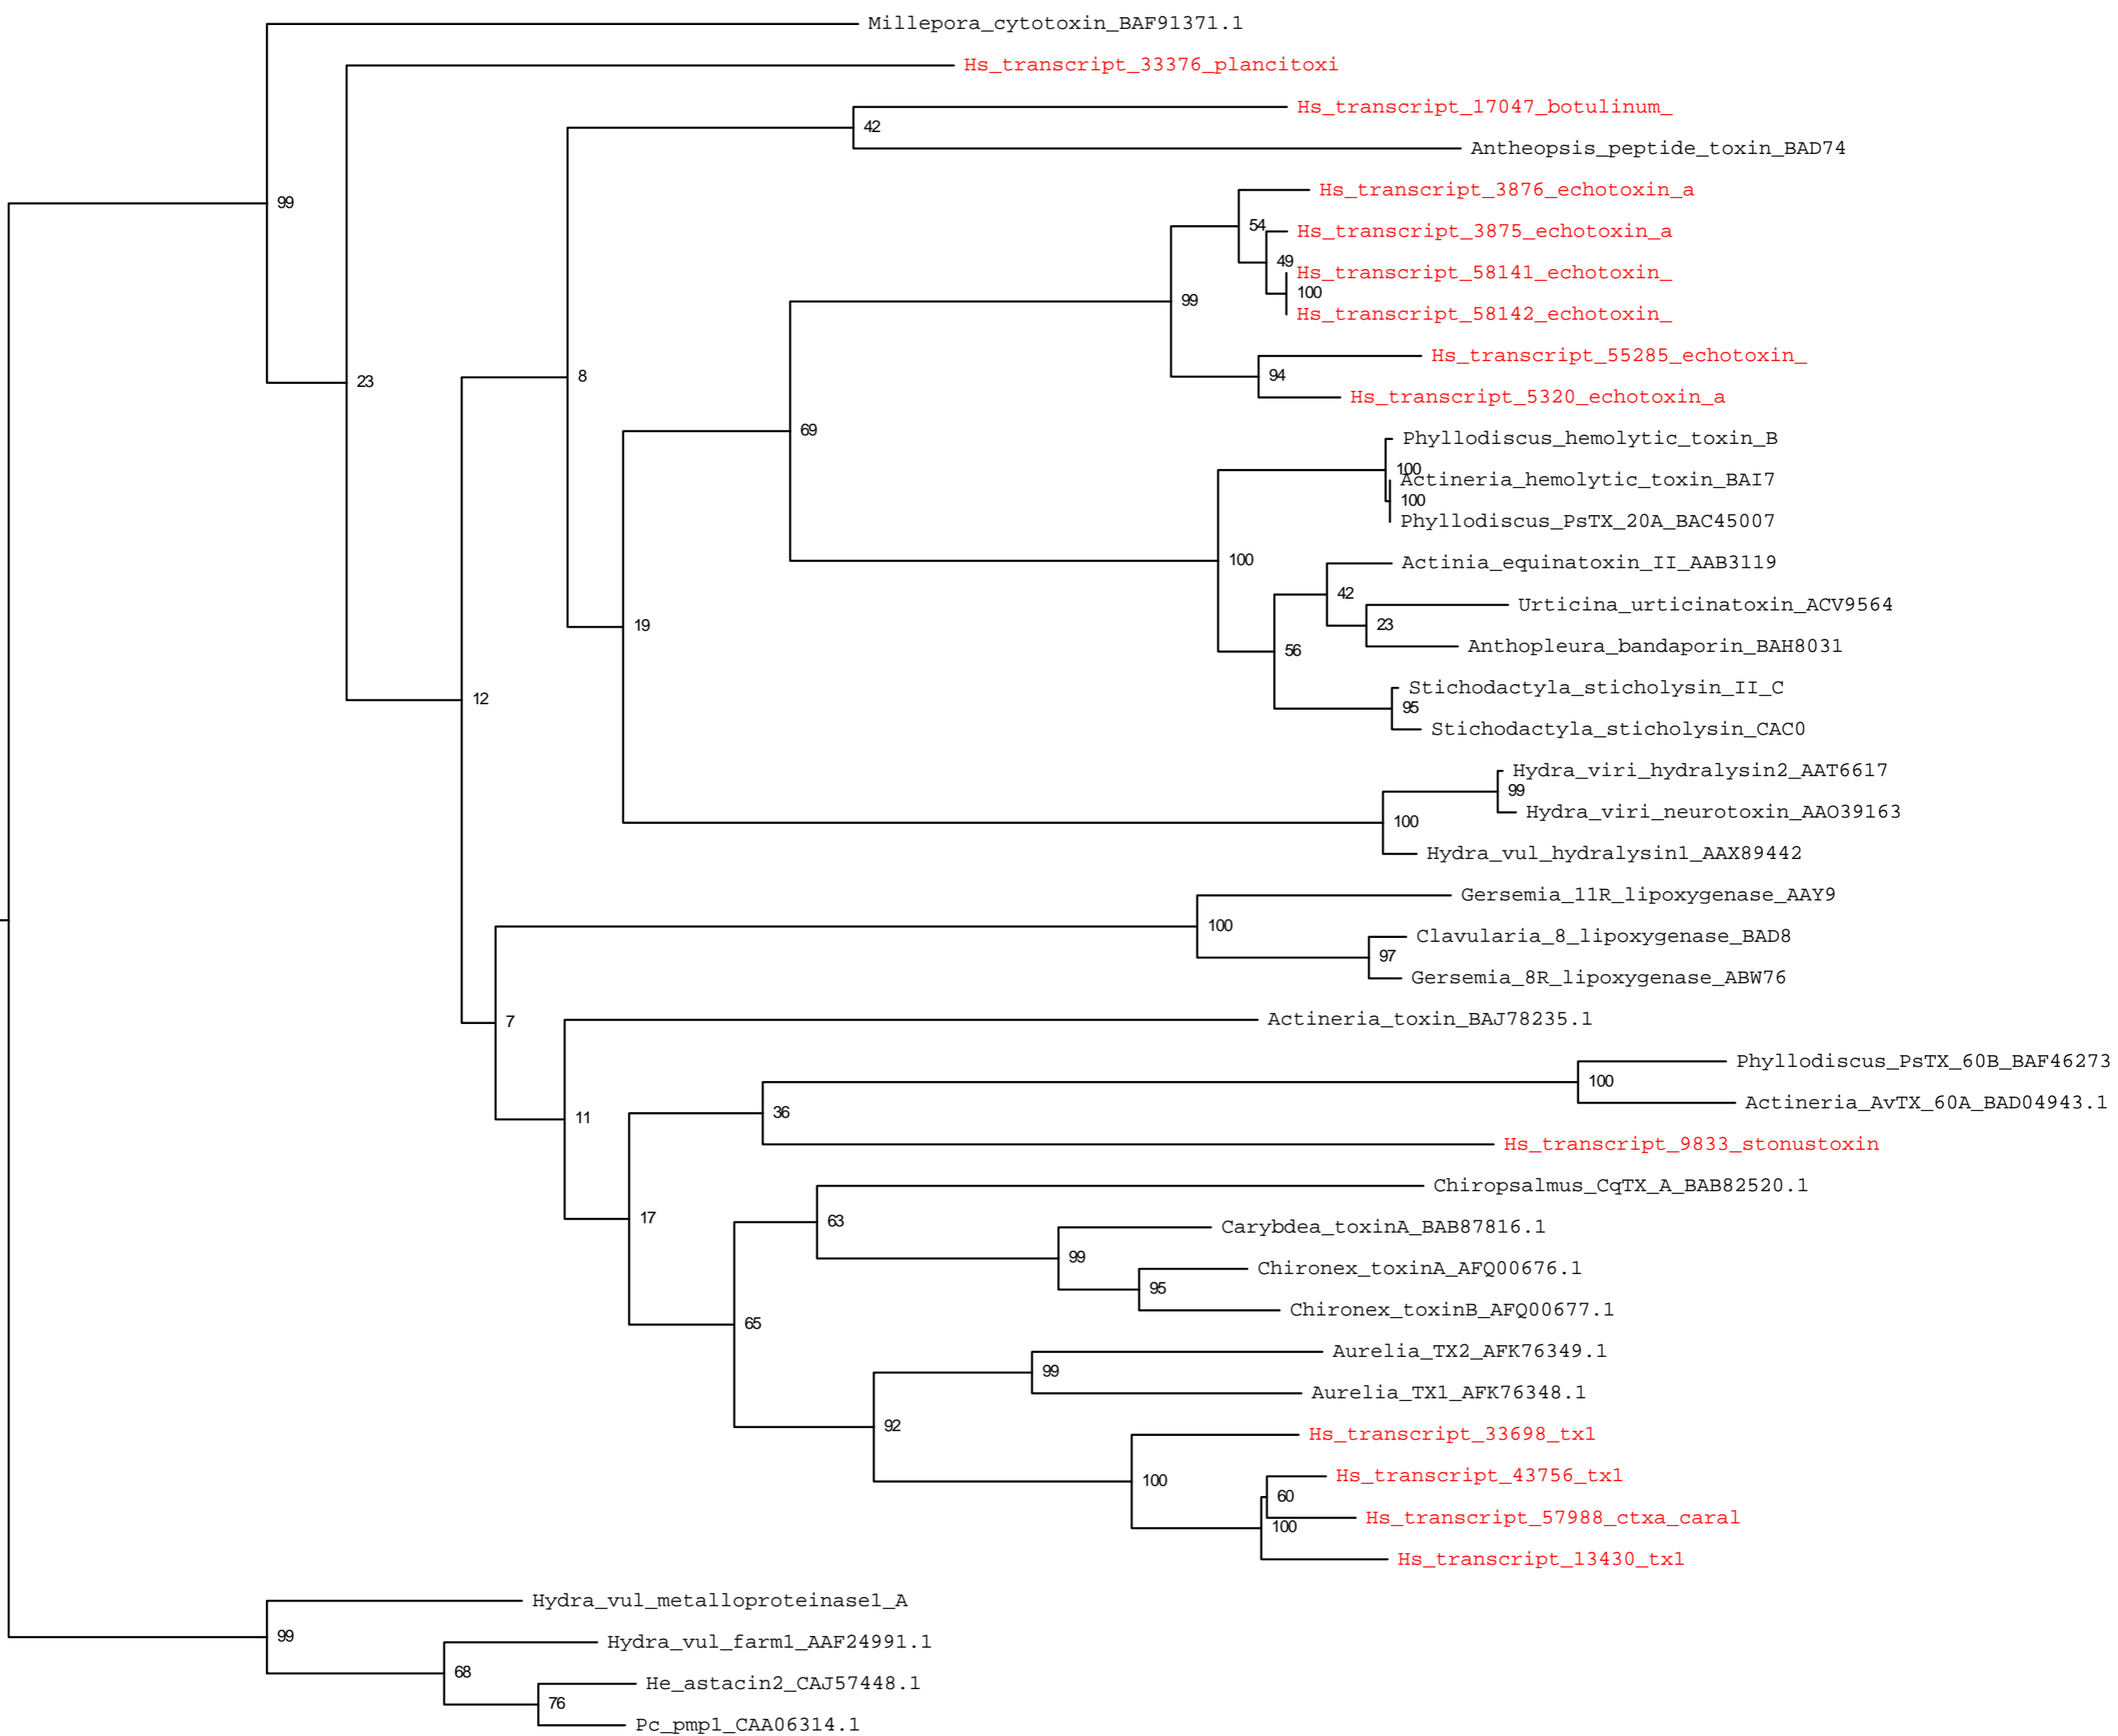 Millepora_cytotoxin_BAF91371.1
Hs_transcript_33376_plancitoxi
Hs_transcript_17047_botulinum_
42
Antheopsis_peptide_toxin_BAD74
Hs_transcript_3876_echotoxin_a
99
54
Hs_transcript_3875_echotoxin_a
49
Hs_transcript_58141_echotoxin_
100
99
Hs_transcript_58142_echotoxin_
Hs_transcript_55285_echotoxin_
94
8
23
Hs_transcript_5320_echotoxin_a
69
Phyllodiscus_hemolytic_toxin_B
100
Actineria_hemolytic_toxin_BAI7
100
Phyllodiscus_PsTX_20A_BAC45007
100
Actinia_equinatoxin_II_AAB3119
42
Urticina_urticinatoxin_ACV9564
19
23
Anthopleura_bandaporin_BAH8031
56
Stichodactyla_sticholysin_II_C
12
95
Stichodactyla_sticholysin_CAC0
Hydra_viri_hydralysin2_AAT6617
99
Hydra_viri_neurotoxin_AAO39163
100
Hydra_vul_hydralysin1_AAX89442
Gersemia_11R_lipoxygenase_AAY9
100
Clavularia_8_lipoxygenase_BAD8
97
Gersemia_8R_lipoxygenase_ABW76
7
Actineria_toxin_BAJ78235.1
Phyllodiscus_PsTX_60B_BAF46273
100
Actineria_AvTX_60A_BAD04943.1
36
11
Hs_transcript_9833_stonustoxin
Chiropsalmus_CqTX_A_BAB82520.1
17
63
Carybdea_toxinA_BAB87816.1
99
Chironex_toxinA_AFQ00676.1
95
Chironex_toxinB_AFQ00677.1
65
Aurelia_TX2_AFK76349.1
99
Aurelia_TX1_AFK76348.1
92
Hs_transcript_33698_tx1
Hs_transcript_43756_tx1
100
60
Hs_transcript_57988_ctxa_caral
100
Hs_transcript_13430_tx1
Hydra_vul_metalloproteinase1_A
99
Hydra_vul_farm1_AAF24991.1
68
He_astacin2_CAJ57448.1
76
Pc_pmp1_CAA06314.1